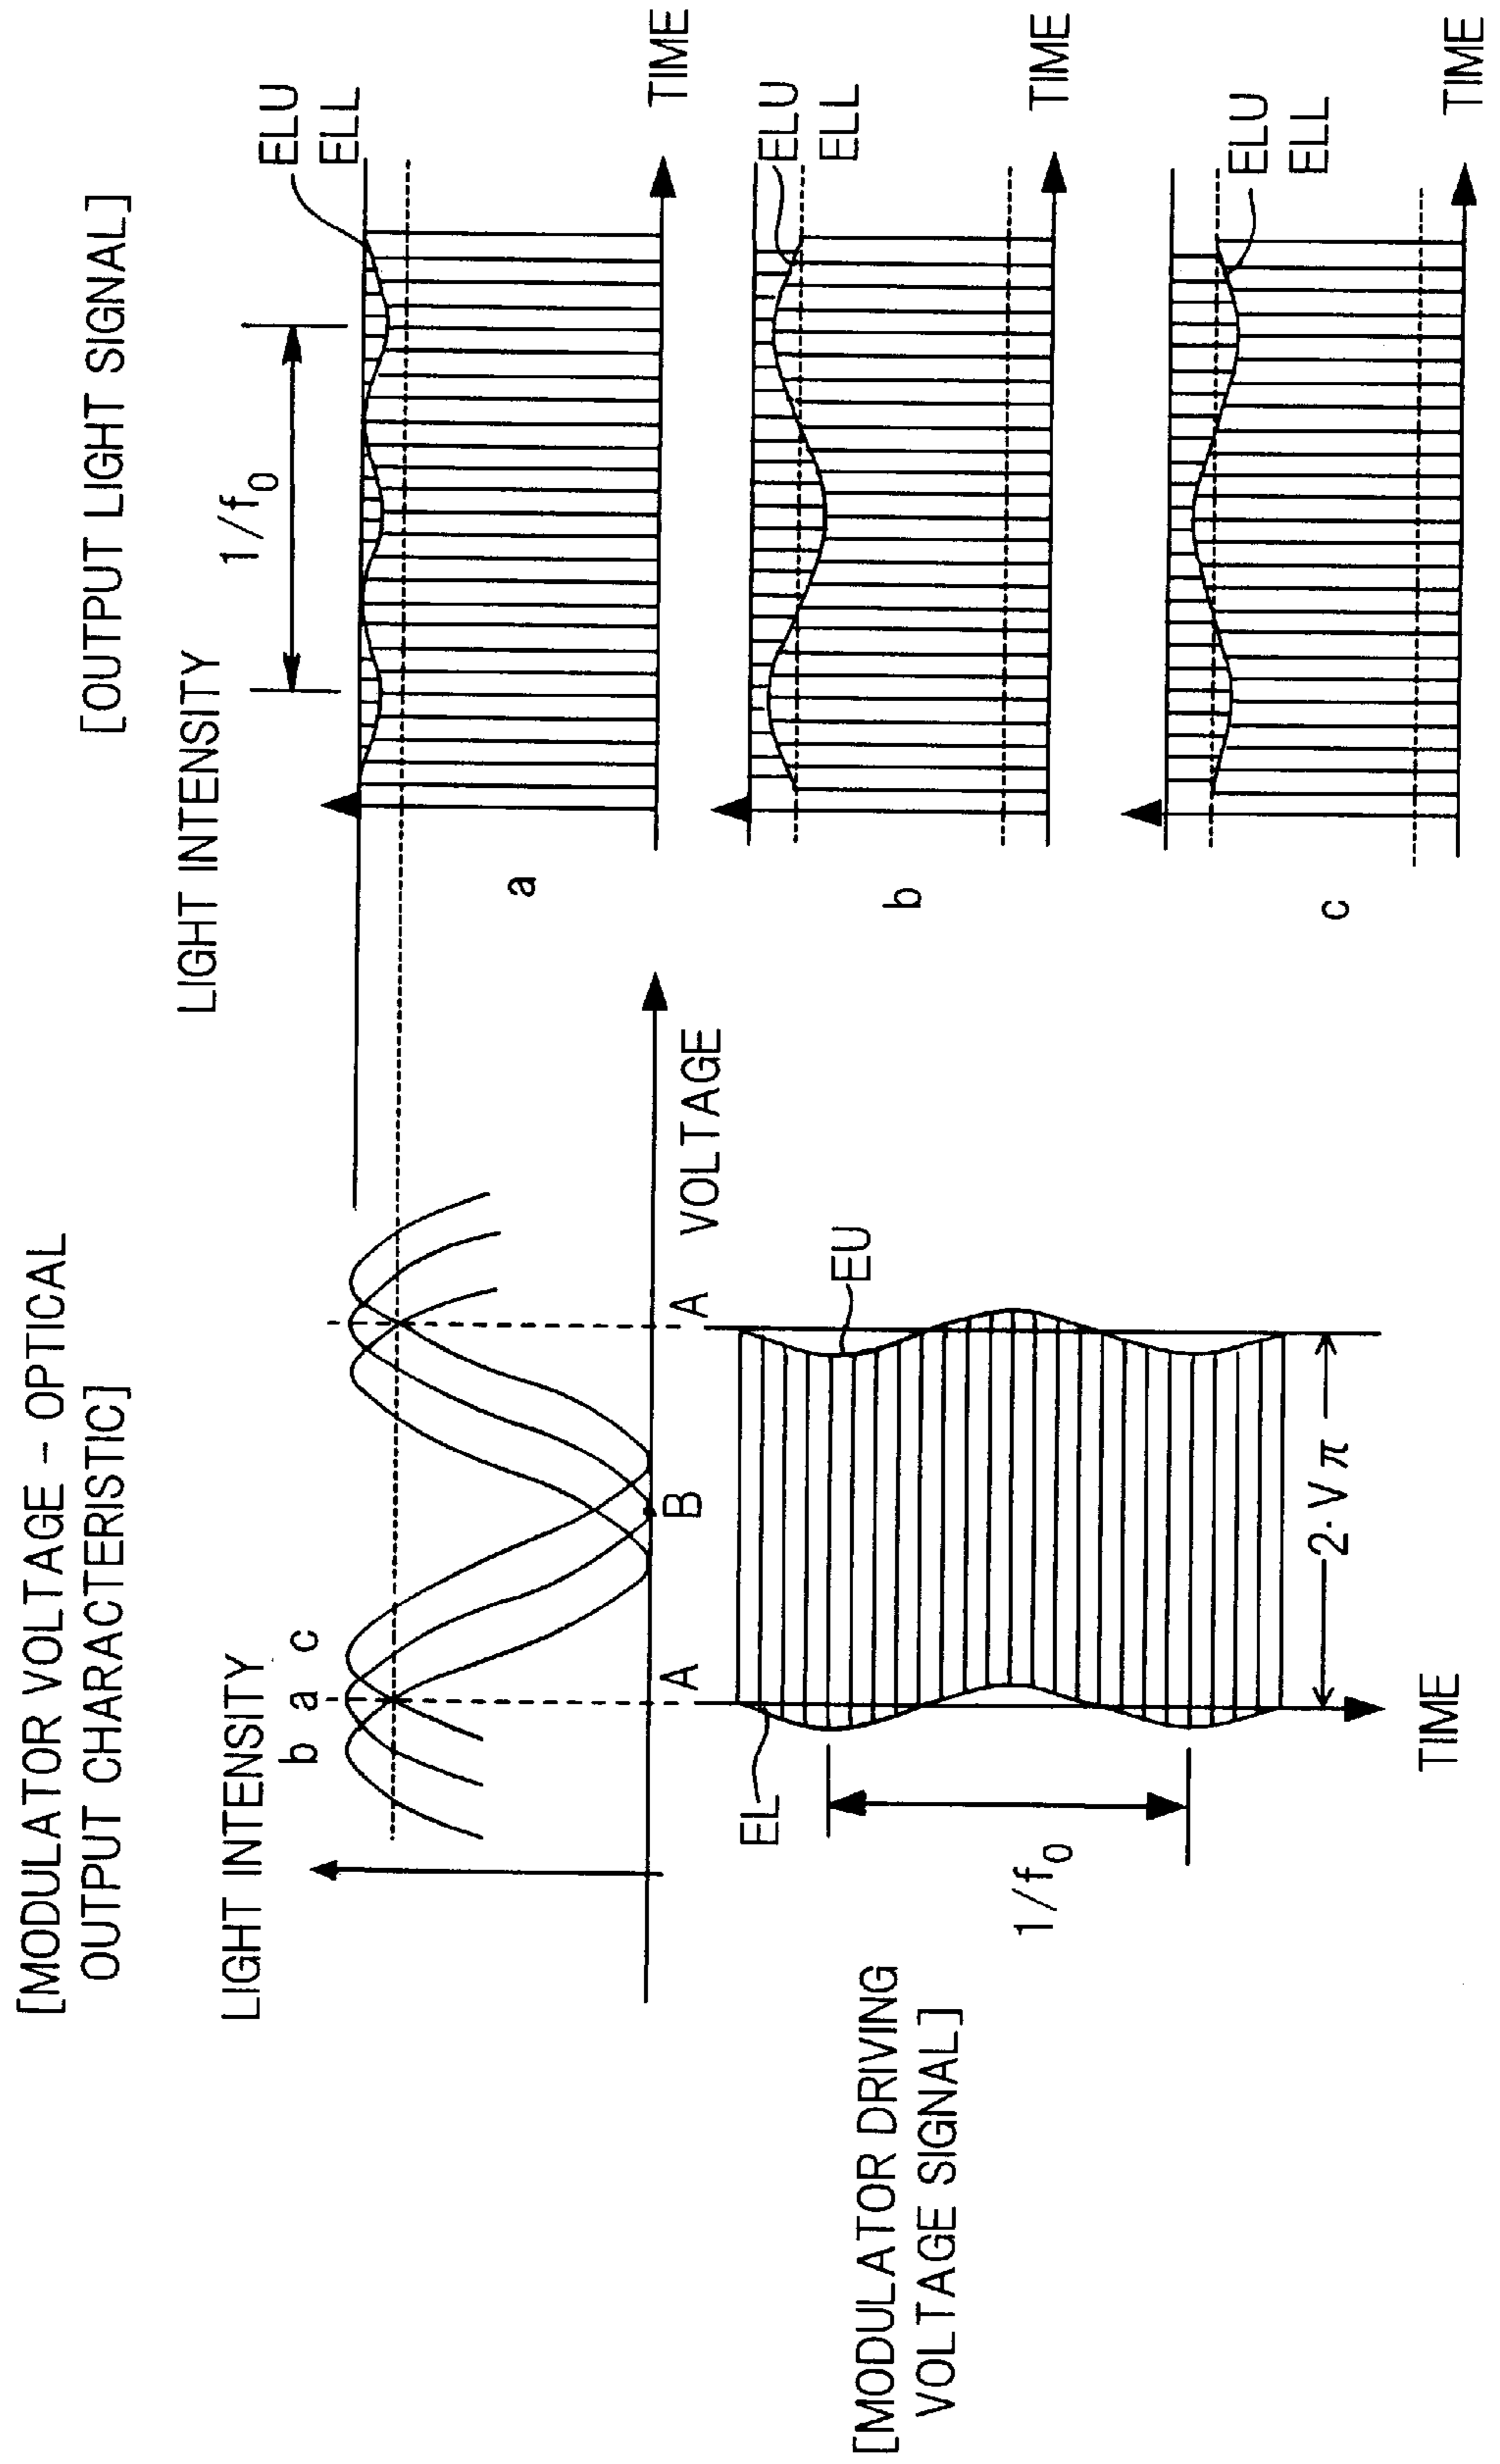 [MODULATOR VOLTAGE - OPTICAL
OUTPUT CHARACTERISTIC]
LIGHT INTENSITY
b a c
A
B
A
VOLTAGE
[MODULATOR DRIVING
VOLTAGE SIGNAL]
EL
EU
1/f0
2·Vπ
TIME
[OUTPUT LIGHT SIGNAL]
LIGHT INTENSITY
1/f0
ELU
ELL
TIME
a
ELU
ELL
TIME
b
ELU
ELL
TIME
c